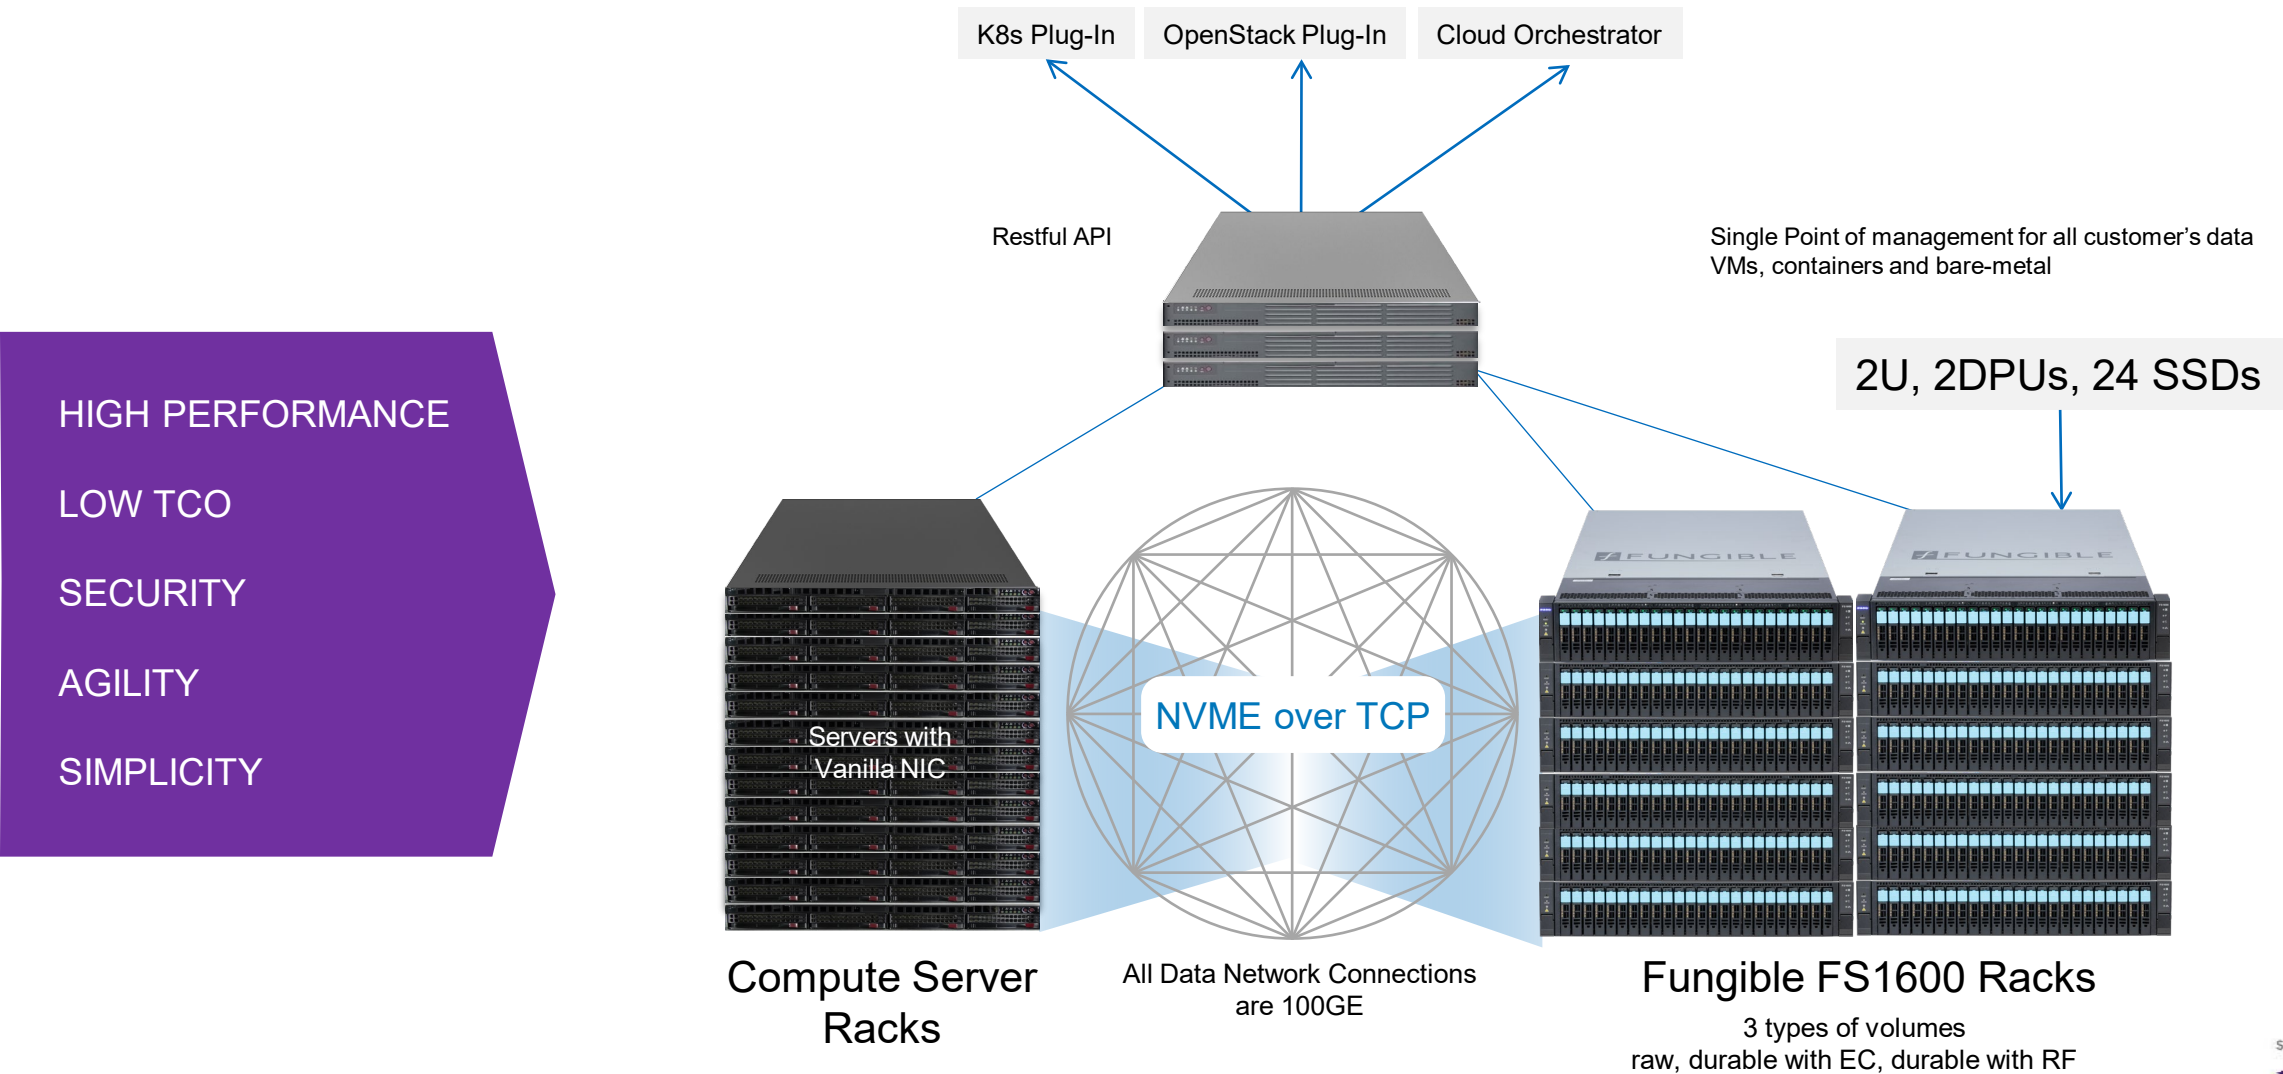 K8s Plug-In
OpenStack Plug-In
Cloud Orchestrator
Restful API
Single Point of management for all customer's data
VMs, containers and bare-metal
2U, 2DPUs, 24 SSDs
HIGH PERFORMANCE
LOW TCO
SECURITY
AGILITY
SIMPLICITY
FUNGIBLE
FUNGIBLE
NVME over TCP
Servers with
Vanilla NIC
Compute Server
Racks
All Data Network Connections
are 100GE
Fungible FS1600 Racks
3 types of volumes
raw, durable with EC, durable with RF